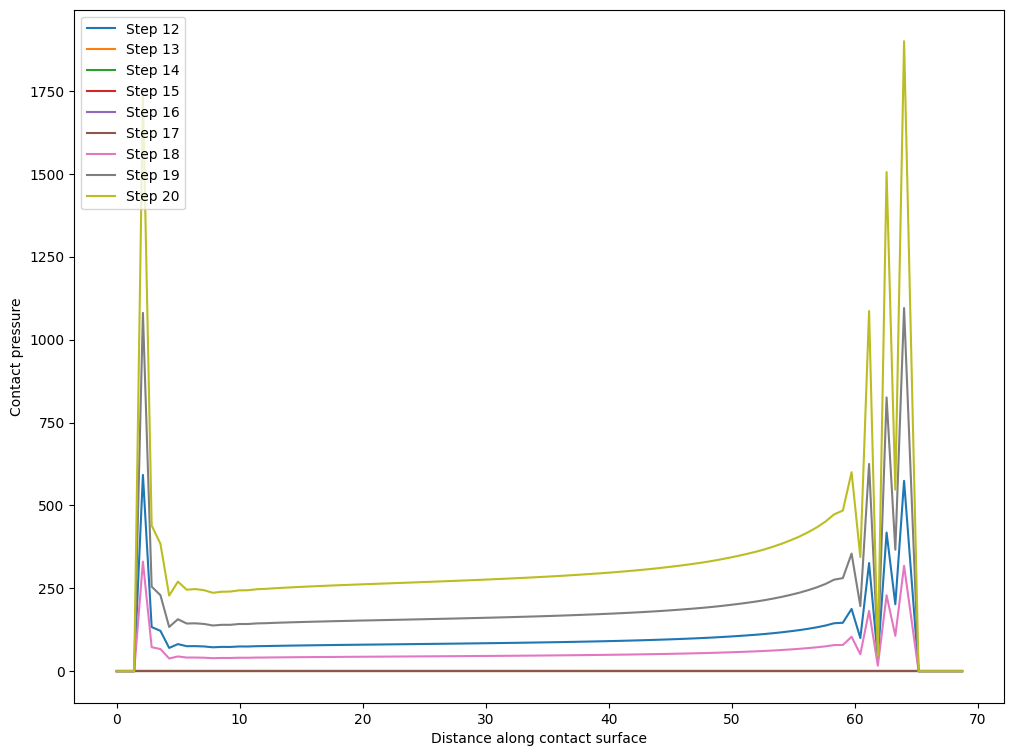 Step 12
Step 13
Step 14
Step 15
Step 16
Step 17
Step 18
Step 19
Step 20
1750
1500
1250
1000
750
500
250
0
Contact pressure
0 10 20 30 40 50 60 70
Distance along contact surface